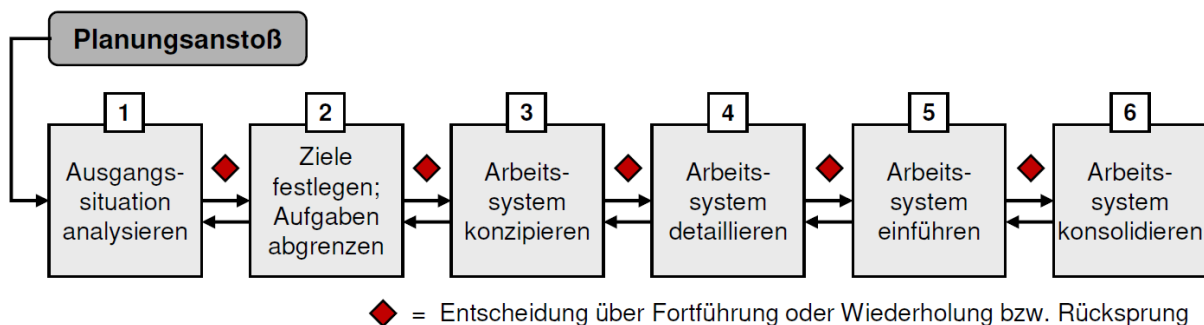 Planungsanstoß
1
Ausgangs-
situation
analysieren
2
Ziele
festlegen;
Aufgaben
abgrenzen
3
Arbeits-
system
konzipieren
4
Arbeits-
system
detaillieren
5
Arbeits-
system
einführen
6
Arbeits-
system
konsolidieren
= Entscheidung über Fortführung oder Wiederholung bzw. Rücksprung